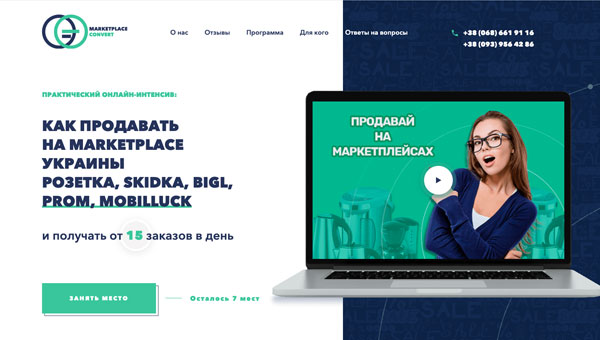 MARKETPLACE
CONVERT
О нас
Отзывы
Программа
Для кого
Ответы на вопросы
+38 (068) 661 91 16
+38 (093) 956 42 86
ПРАКТИЧЕСКИЙ ОНЛАЙН-ИНТЕНСИВ:
КАК ПРОДАВАТЬ
НА MARKETPLACE
УКРАИНЫ
РОЗЕТКА, SKIDKA, BIGL,
PROM, MOBILLUCK
и получать от 15 заказов в день
ЗАНЯТЬ МЕСТО
Осталось 7 мест
ПРОДАВАЙ
НА
МАРКЕТПЛЕЙСАХ
SALE